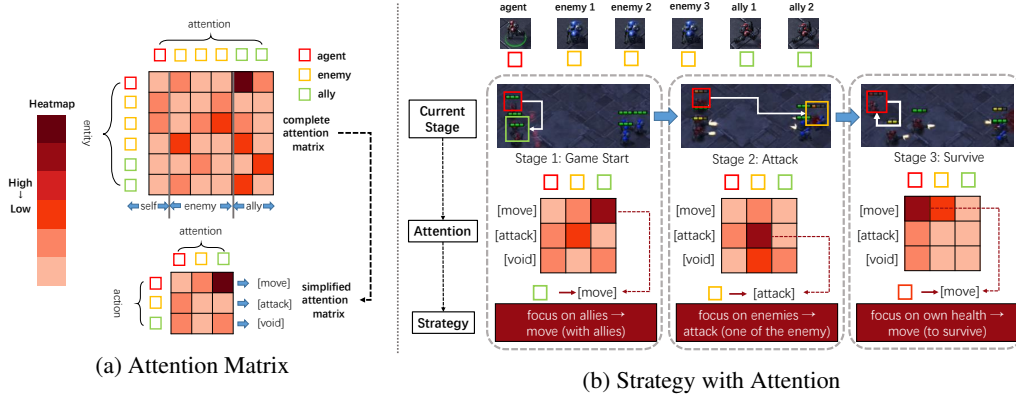 attention
agent
enemy
ally
Heatmap
High
↓
Low
entity
complete
attention
matrix
self
enemy
ally
attention
action
[move]
[attack]
[void]
simplified
attention
matrix
(a) Attention Matrix
agent
enemy 1
enemy 2
enemy 3
ally 1
ally 2
Current
Stage
Attention
Strategy
Stage 1: Game Start
[move]
[attack]
[void]
→[move]
focus on allies →
move (with allies)
Stage 2: Attack
[move]
[attack]
[void]
→[attack]
focus on enemies →
attack (one of the enemy)
Stage 3: Survive
[move]
[attack]
[void]
→[move]
focus on own health →
move (to survive)
(b) Strategy with Attention